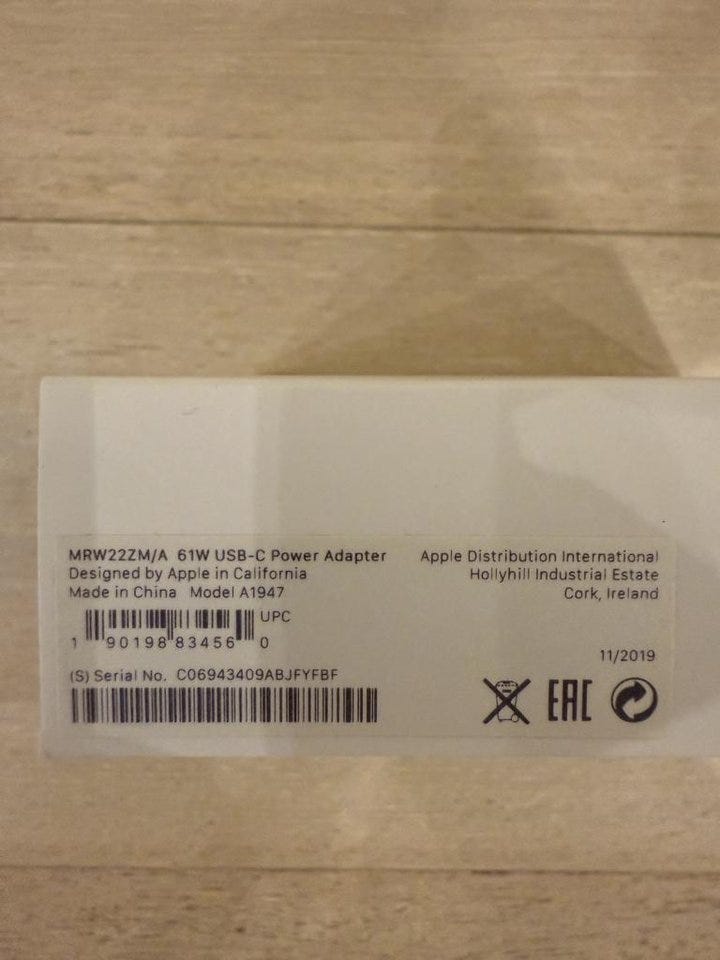 MRW22ZM/A 61W USB-C Power Adapter
Designed by Apple in California
Made in China Model A1947
UPC
1 90198 83456 0
(S) Serial No. C06943409ABJFYFBF
Apple Distribution International
Hollyhill Industrial Estate
Cork, Ireland
11/2019
EAC